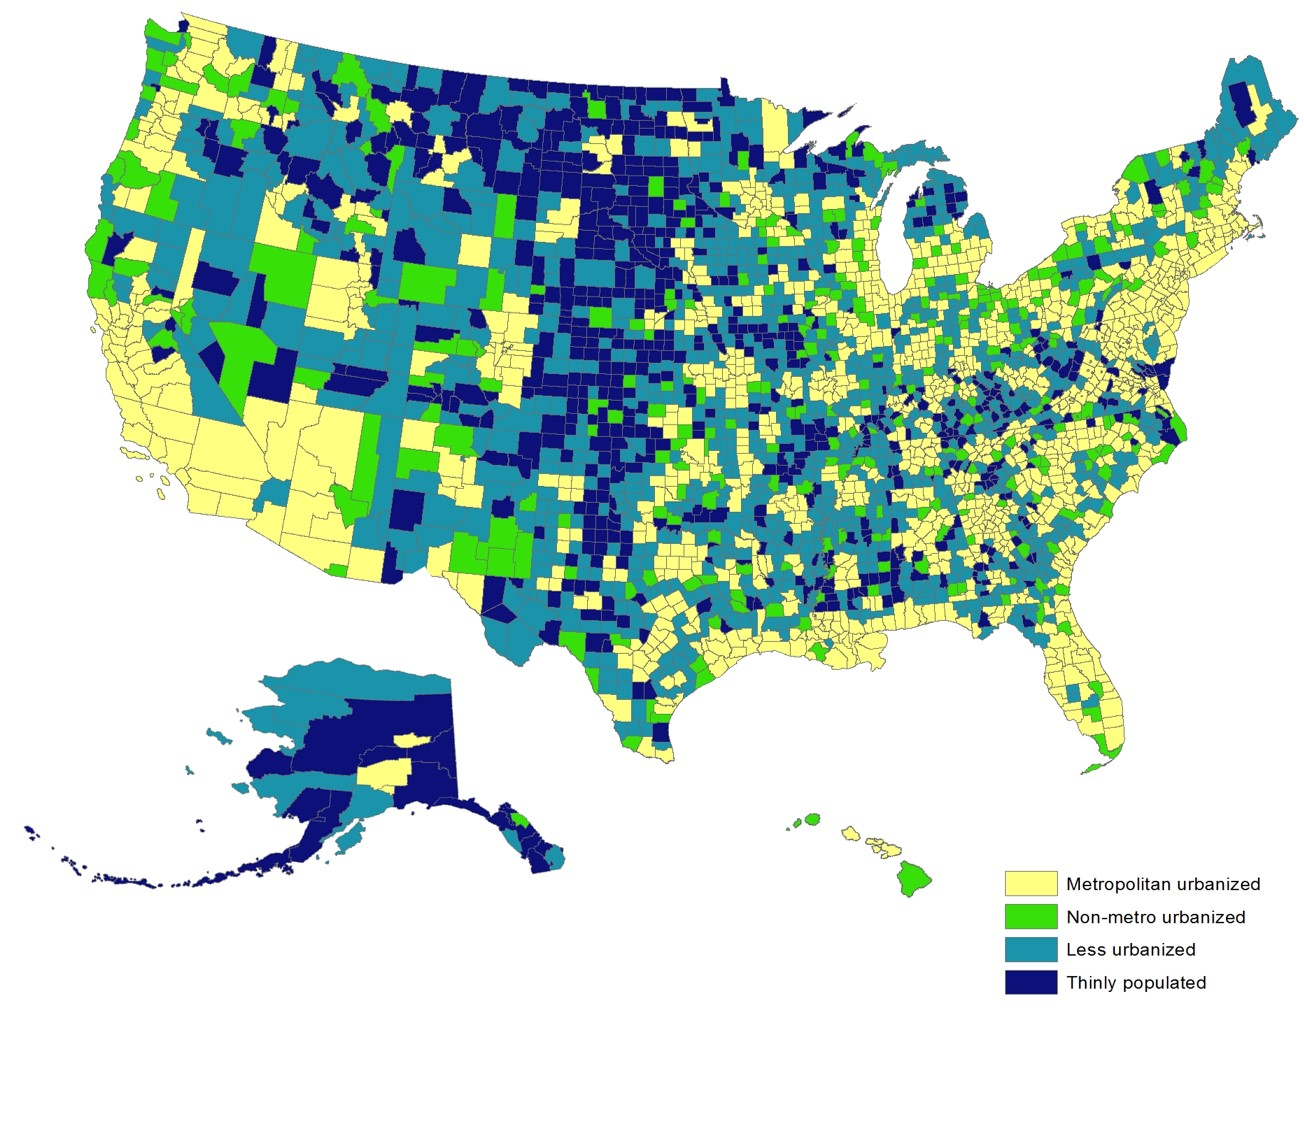 Metropolitan urbanized
Non-metro urbanized
Less urbanized
Thinly populated